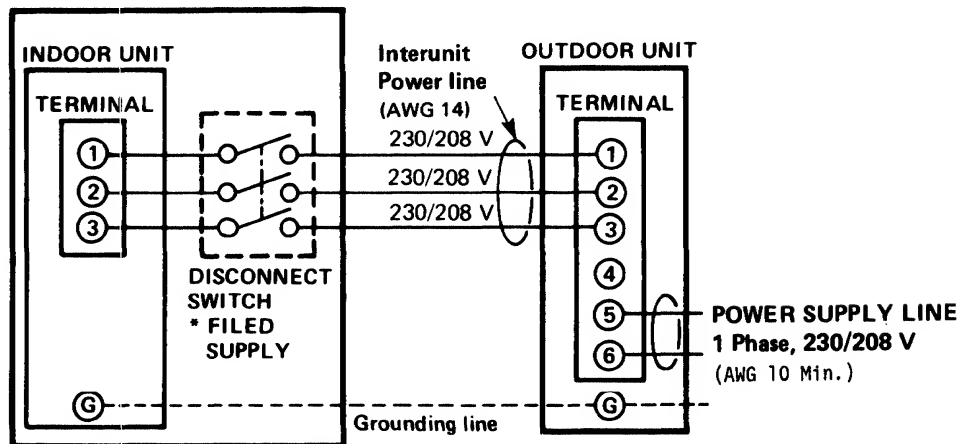 INDOOR UNIT
TERMINAL
1
2
3
G
DISCONNECT
SWITCH
* FILED
SUPPLY
Interunit
Power line
(AWG 14)
230/208 V
230/208 V
230/208 V
Grounding line
OUTDOOR UNIT
TERMINAL
1
2
3
4
5
6
G
POWER SUPPLY LINE
1 Phase, 230/208 V
(AWG 10 Min.)